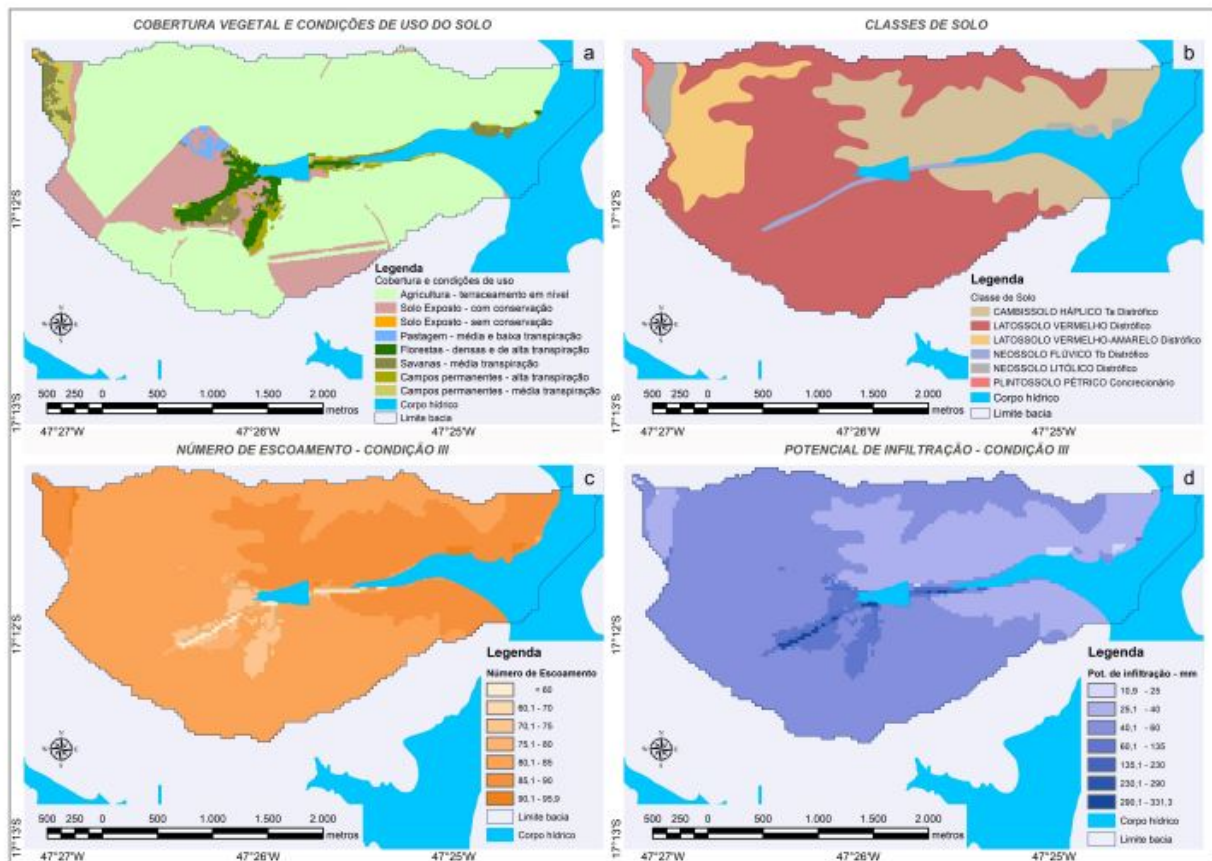 COBERTURA VEGETAL E CONDIÇÕES DE USO DO SOLO
a
17°12'S
17°13'S
Legenda
Cobertura e condições de uso
Agricultura - terraceamento em nível
Solo Exposto - com conservação
Solo Exposto - sem conservação
Pastagem - média e baixa transpiração
Florestas - densas e de alta transpiração
Savanas - média transpiração
Campos permanentes - alta transpiração
Campos permanentes - média transpiração
Corpo hídrico
Limite bacia
500 250 0 500 1.000 1.500 2.000
metros
47°27'W 47°26'W 47°25'W
CLASSES DE SOLO
b
17°12'S
17°13'S
Legenda
Classe de Solo
CAMBISSOLO HÁPLICO Ta Distrófico
LATOSSOLO VERMELHO Distrófico
LATOSSOLO VERMELHO-AMARELO Distrófico
NEOSSOLO FLÚVICO Tb Distrófico
NEOSSOLO LITÓLICO Distrófico
PLINTOSSOLO PÉTRICO Concrecionário
Corpo hídrico
Limite bacia
500 250 0 500 1.000 1.500 2.000
metros
47°27'W 47°26'W 47°25'W
NÚMERO DE ESCOAMENTO - CONDIÇÃO III
c
17°12'S
17°13'S
Legenda
Número de Escoamento
< 60
60,1 - 70
70,1 - 75
75,1 - 80
80,1 - 85
85,1 - 90
90,1 - 95,9
Limite bacia
Corpo hídrico
500 250 0 500 1.000 1.500 2.000
metros
47°27'W 47°26'W 47°25'W
POTENCIAL DE INFILTRAÇÃO - CONDIÇÃO III
d
17°12'S
17°13'S
Legenda
Pot. de infiltração - mm
10,9 - 25
25,1 - 40
40,1 - 60
60,1 - 135
135,1 - 230
230,1 - 290
290,1 - 331,3
Corpo hídrico
Limite bacia
500 250 0 500 1.000 1.500 2.000
metros
47°27'W 47°26'W 47°25'W